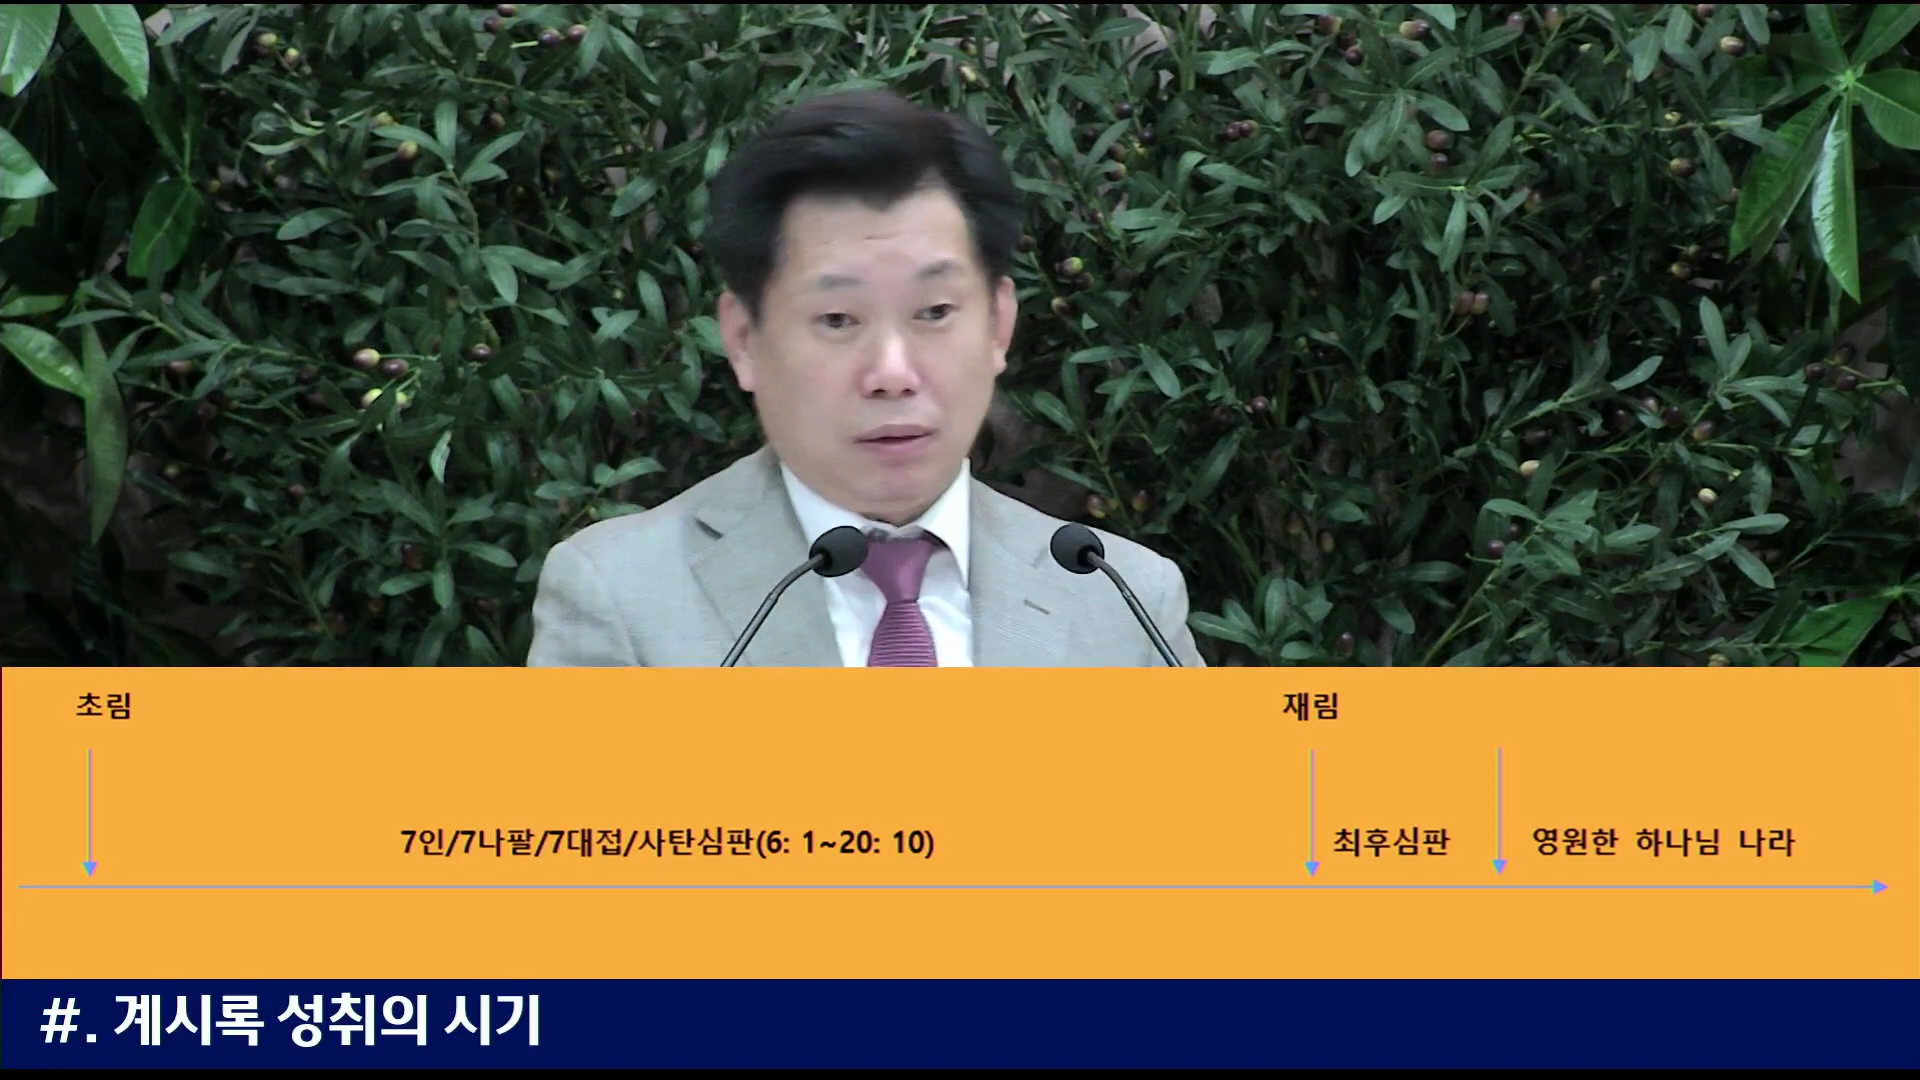 초림
재림
7인/7나팔/7대접/사탄심판(6: 1~20: 10)
최후심판
영원한 하나님 나라
#. 계시록 성취의 시기